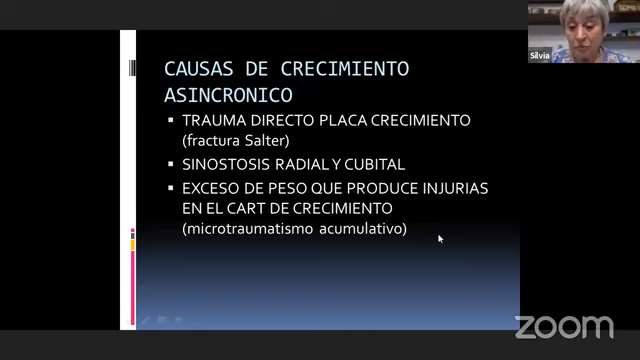 CAUSAS DE CRECIMIENTO
ASINCRONICO
TRAUMA DIRECTO PLACA CRECIMIENTO
(fractura Salter)
SINOSTOSIS RADIAL Y CUBITAL
EXCESO DE PESO QUE PRODUCE INJURIAS
EN EL CART DE CRECIMIENTO
(microtraumatismo acumulativo)
Silvia
zoom